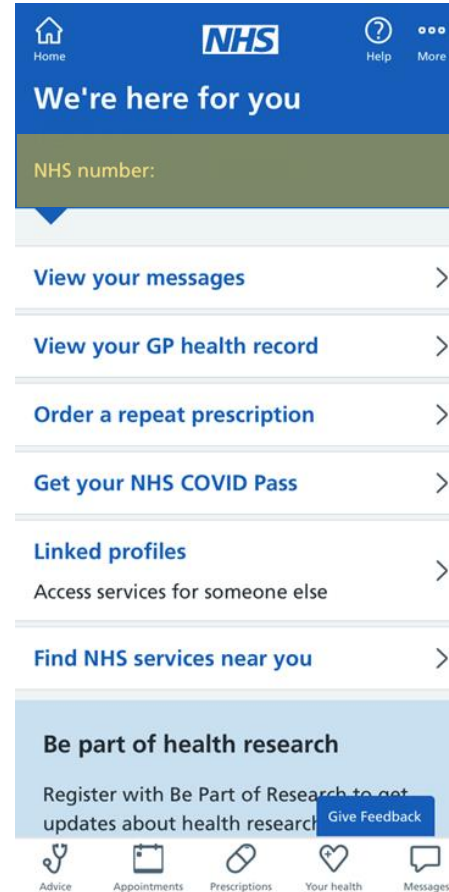 Home
NHS
Help
More
We're here for you
NHS number:
View your messages
View your GP health record
Order a repeat prescription
Get your NHS COVID Pass
Linked profiles
Access services for someone else
Find NHS services near you
Be part of health research
Register with Be Part of Research to get
updates about health research
Give Feedback
Advice
Appointments
Prescriptions
Your health
Messages